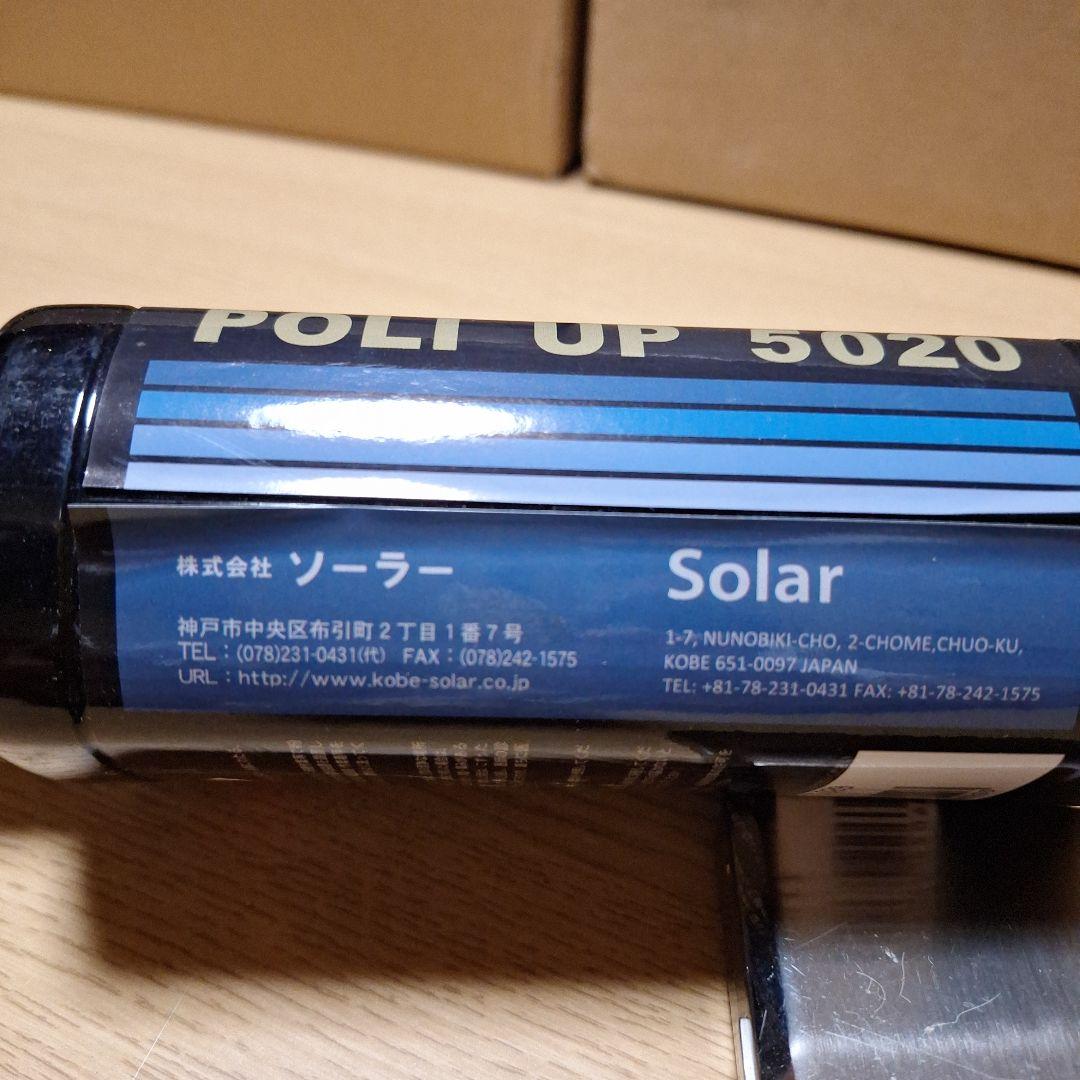 POLI UP 5020
株式会社 ソーラー
神戸市中央区布引町2丁目1番7号
TEL：(078)231-0431(代) FAX：(078)242-1575
URL：http://www.kobe-solar.co.jp
Solar
1-7, NUNOBIKI-CHO, 2-CHOME,CHUO-KU,
KOBE 651-0097 JAPAN
TEL: +81-78-231-0431 FAX: +81-78-242-1575